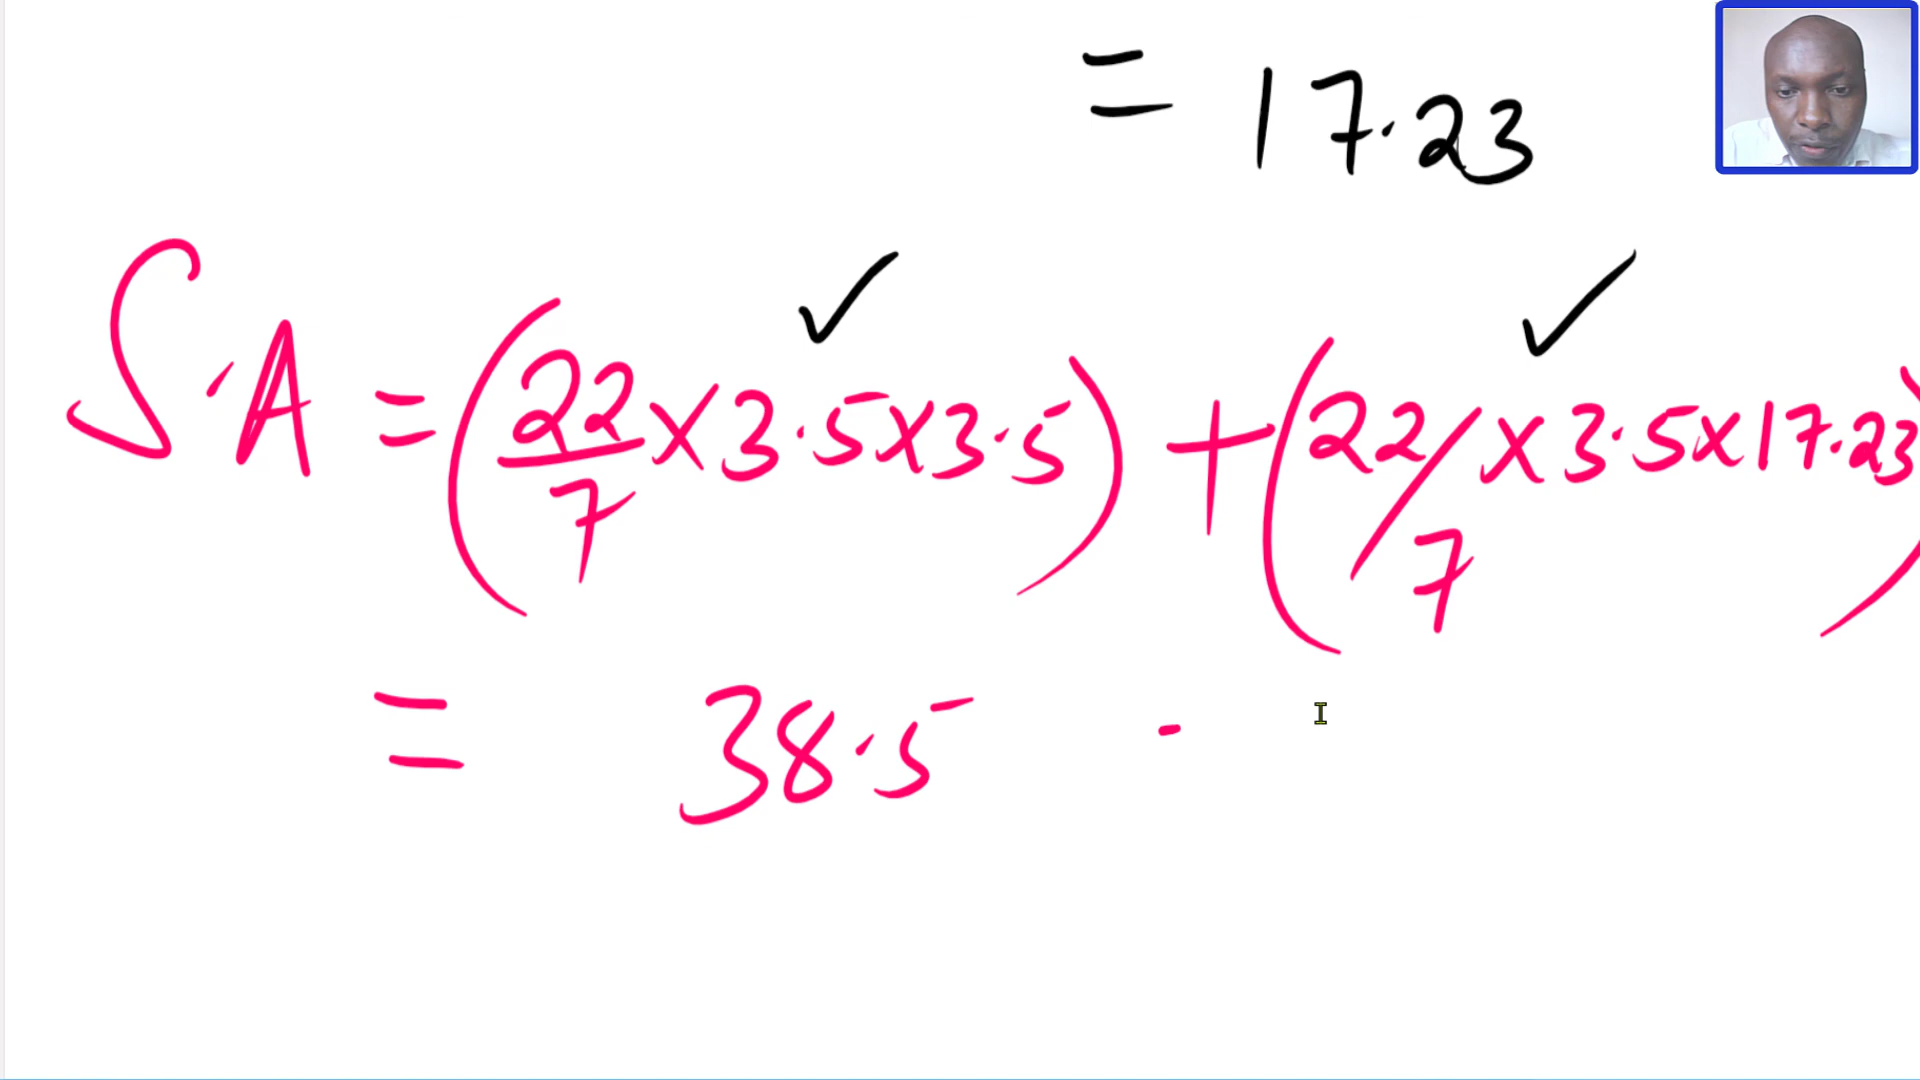 = 17.23
S.A = (22/7 x 3.5 x 3.5) + (22/7 x 3.5 x 17.23)
= 38.5 -